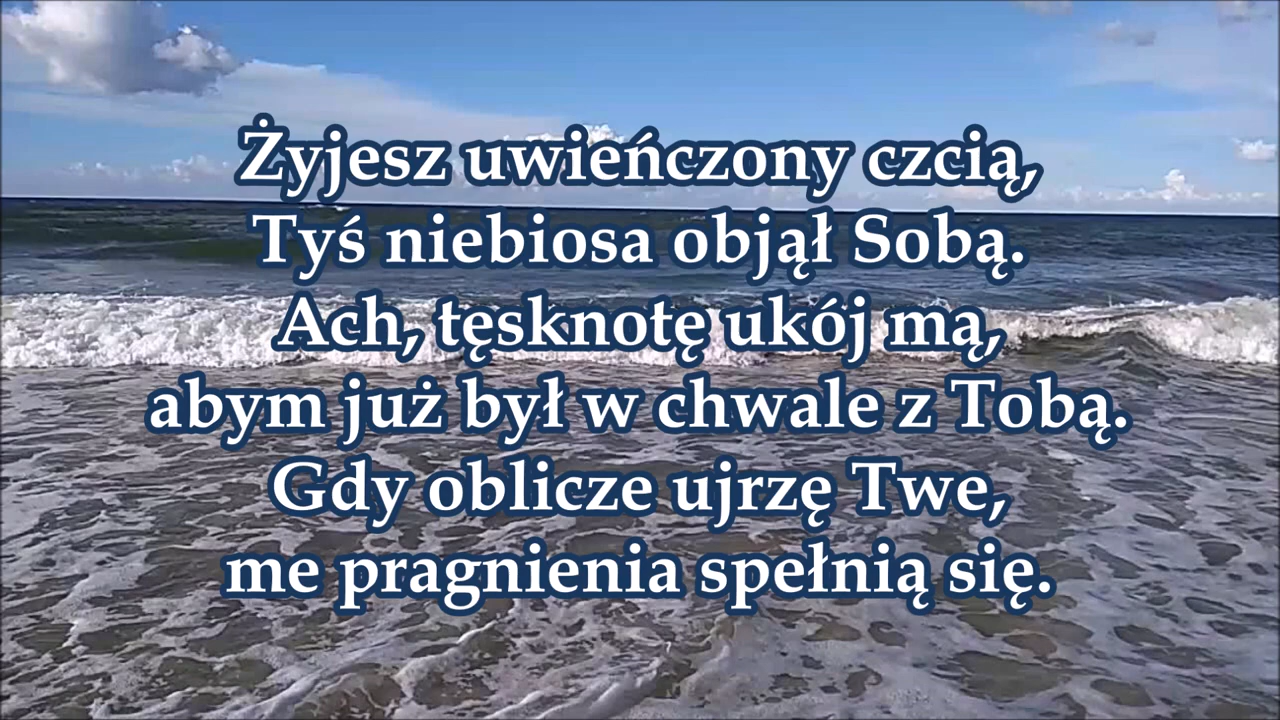 Żyjesz uwieńczony czcią,
Tyś niebiosa objął Sobą.
Ach, tęsknotę ukój mą,
abym już był w chwale z Tobą.
Gdy oblicze ujrzę Twe,
me pragnienia spełnią się.